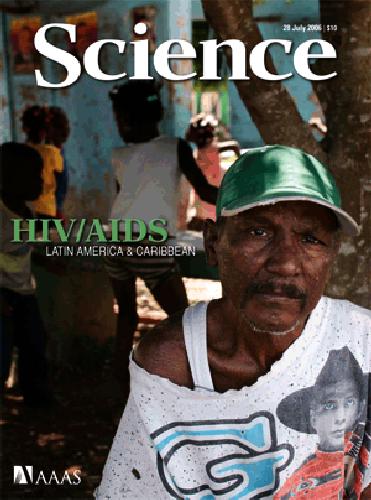 28 July 2006 | $10
Science
HIV/AIDS
LATIN AMERICA & CARIBBEAN
G
AAAS